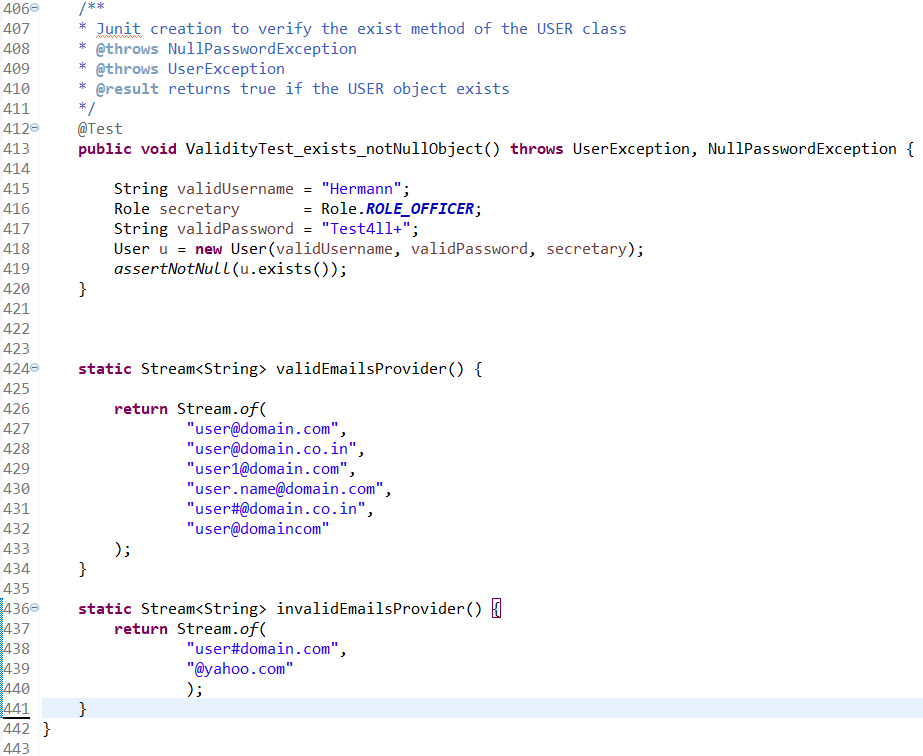 406 /**
407 * Junit creation to verify the exist method of the USER class
408 * @throws NullPasswordException
409 * @throws UserException
410 * @result returns true if the USER object exists
411 */
412 @Test
413 public void ValidityTest_exists_notNullObject() throws UserException, NullPasswordException {
414
415 String validUsername = "Hermann";
416 Role secretary       = Role.ROLE_OFFICER;
417 String validPassword = "Test4ll+";
418 User u = new User(validUsername, validPassword, secretary);
419 assertNotNull(u.exists());
420 }
421
422
423
424 static Stream<String> validEmailsProvider() {
425
426 return Stream.of(
427 "user@domain.com",
428 "user@domain.co.in",
429 "user1@domain.com",
430 "user.name@domain.com",
431 "user#@domain.co.in",
432 "user@domaincom"
433 );
434 }
435
436 static Stream<String> invalidEmailsProvider() {
437 return Stream.of(
438 "user#domain.com",
439 "@yahoo.com"
440 );
441 }
442 }
443